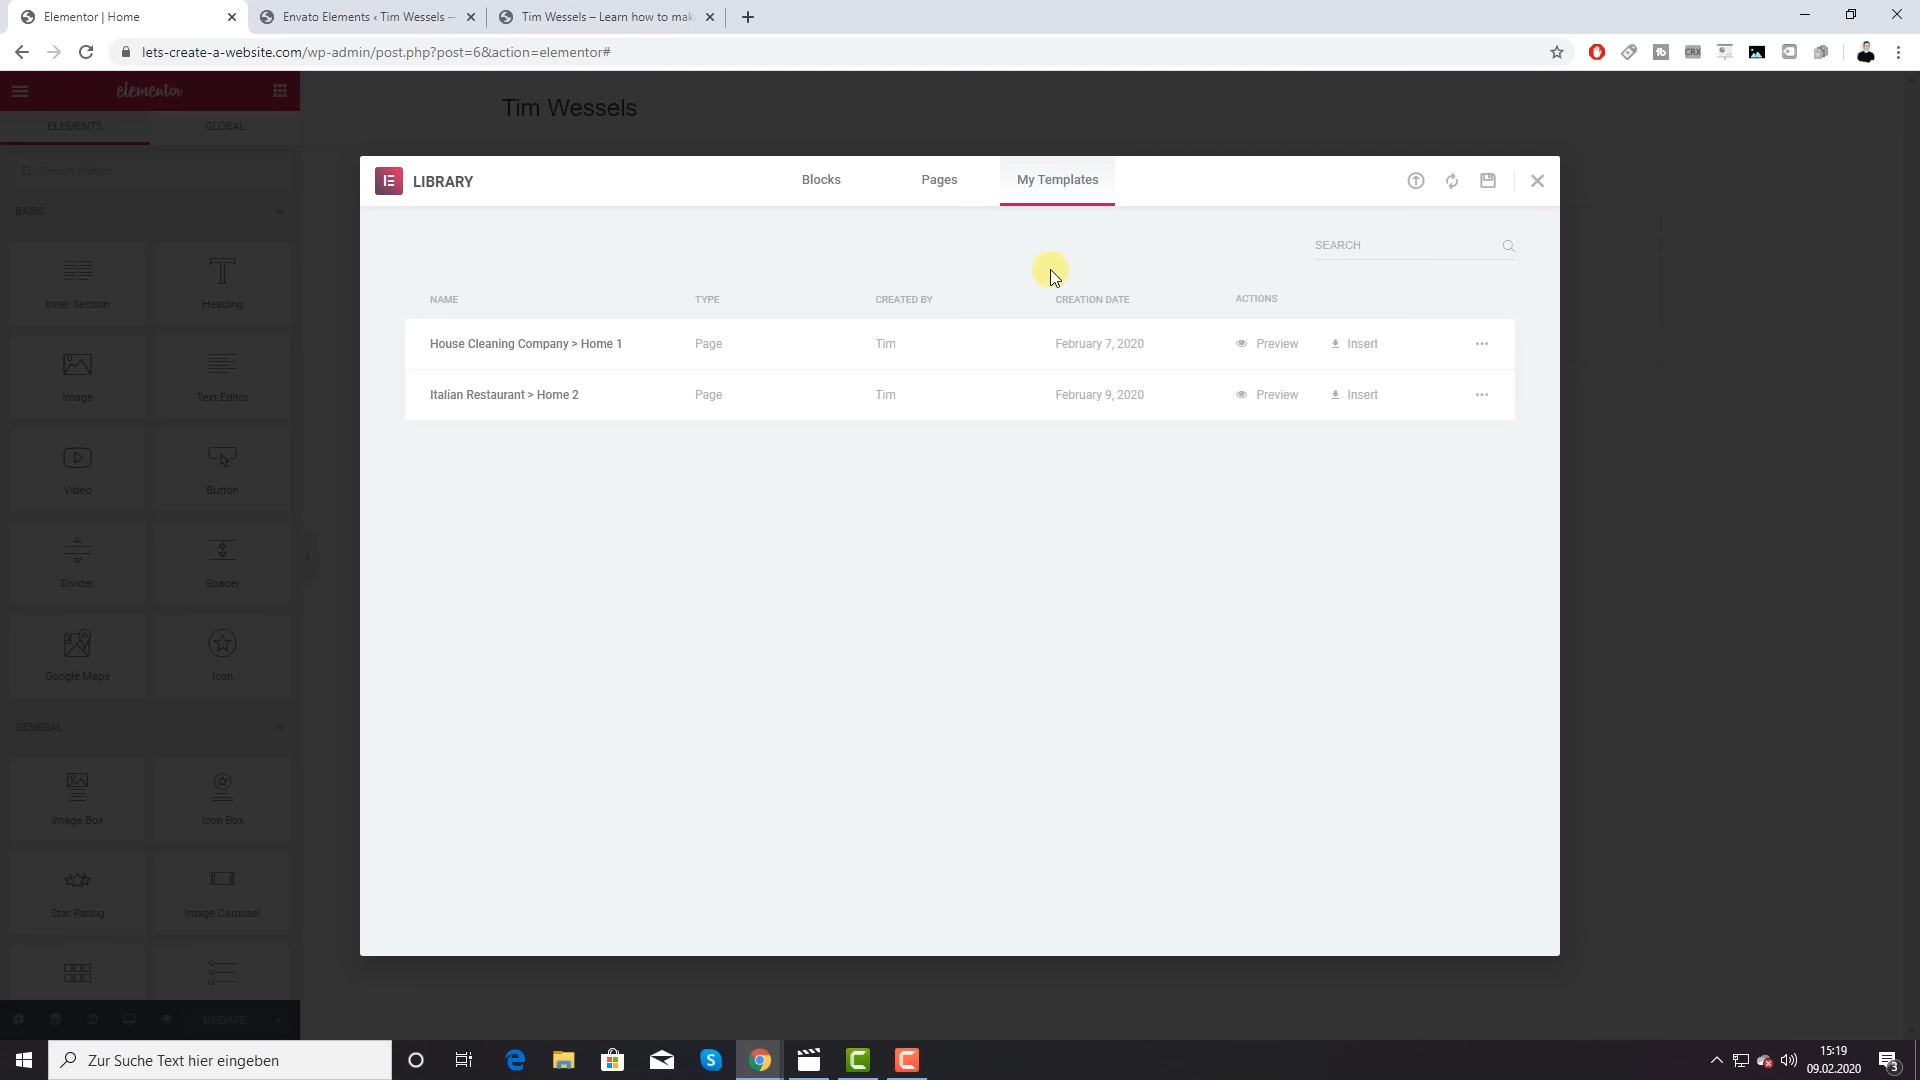 Elementor | Home
Envato Elements ‹ Tim Wessels —
Tim Wessels – Learn how to mak
lets-create-a-website.com/wp-admin/post.php?post=6&action=elementor#
elementor
Tim Wessels
ELEMENTS
GLOBAL
Search Widget...
LIBRARY
Blocks
Pages
My Templates
SEARCH
BASIC
NAME
TYPE
CREATED BY
CREATION DATE
ACTIONS
Inner Section
Heading
House Cleaning Company > Home 1
Page
Tim
February 7, 2020
Preview
Insert
Italian Restaurant > Home 2
Page
Tim
February 9, 2020
Preview
Insert
Image
Text Editor
Video
Button
Divider
Spacer
Google Maps
Icon
GENERAL
Image Box
Icon Box
Star Rating
Image Carousel
UPDATE
Zur Suche Text hier eingeben
15:19
09.02.2020
3